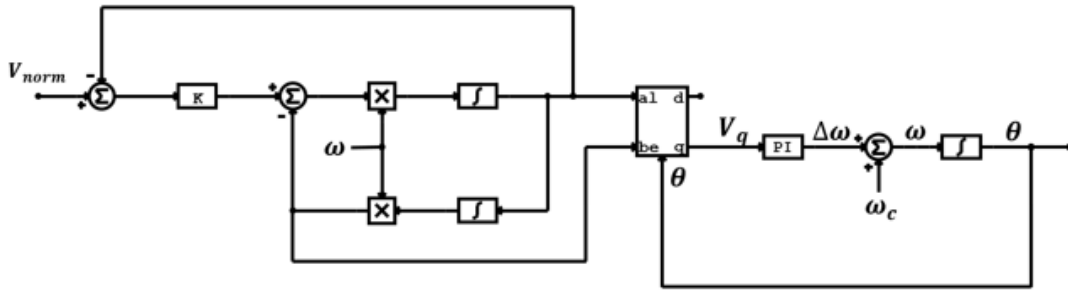 V_norm
-
+
Σ
K
+
-
Σ
×
∫
ω
×
∫
al d
be q
θ
V_q
PI
Δω
+
+
Σ
ω_c
ω
∫
θ